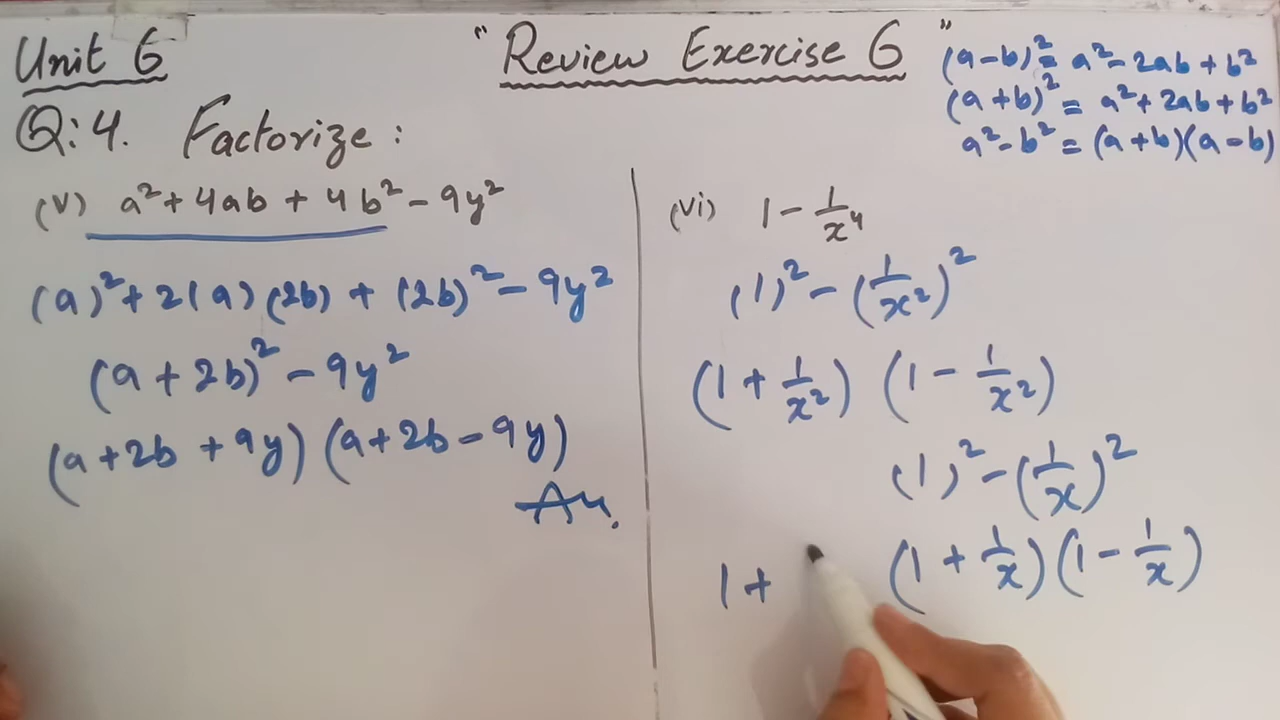 Unit 6
"Review Exercise 6"
(a-b)² = a² - 2ab + b²
(a+b)² = a² + 2ab + b²
a² - b² = (a+b)(a-b)
Q:4. Factorize:
(v) a² + 4ab + 4b² - 9y²
(a)² + 2(a)(2b) + (2b)² - 9y²
(a + 2b)² - 9y²
(a+2b + 9y)(a+2b - 9y)
An.
(vi) 1 - 1/x⁴
(1)² - (1/x²)²
(1 + 1/x²) (1 - 1/x²)
(1)² - (1/x)²
1 + (1 + 1/x)(1 - 1/x)